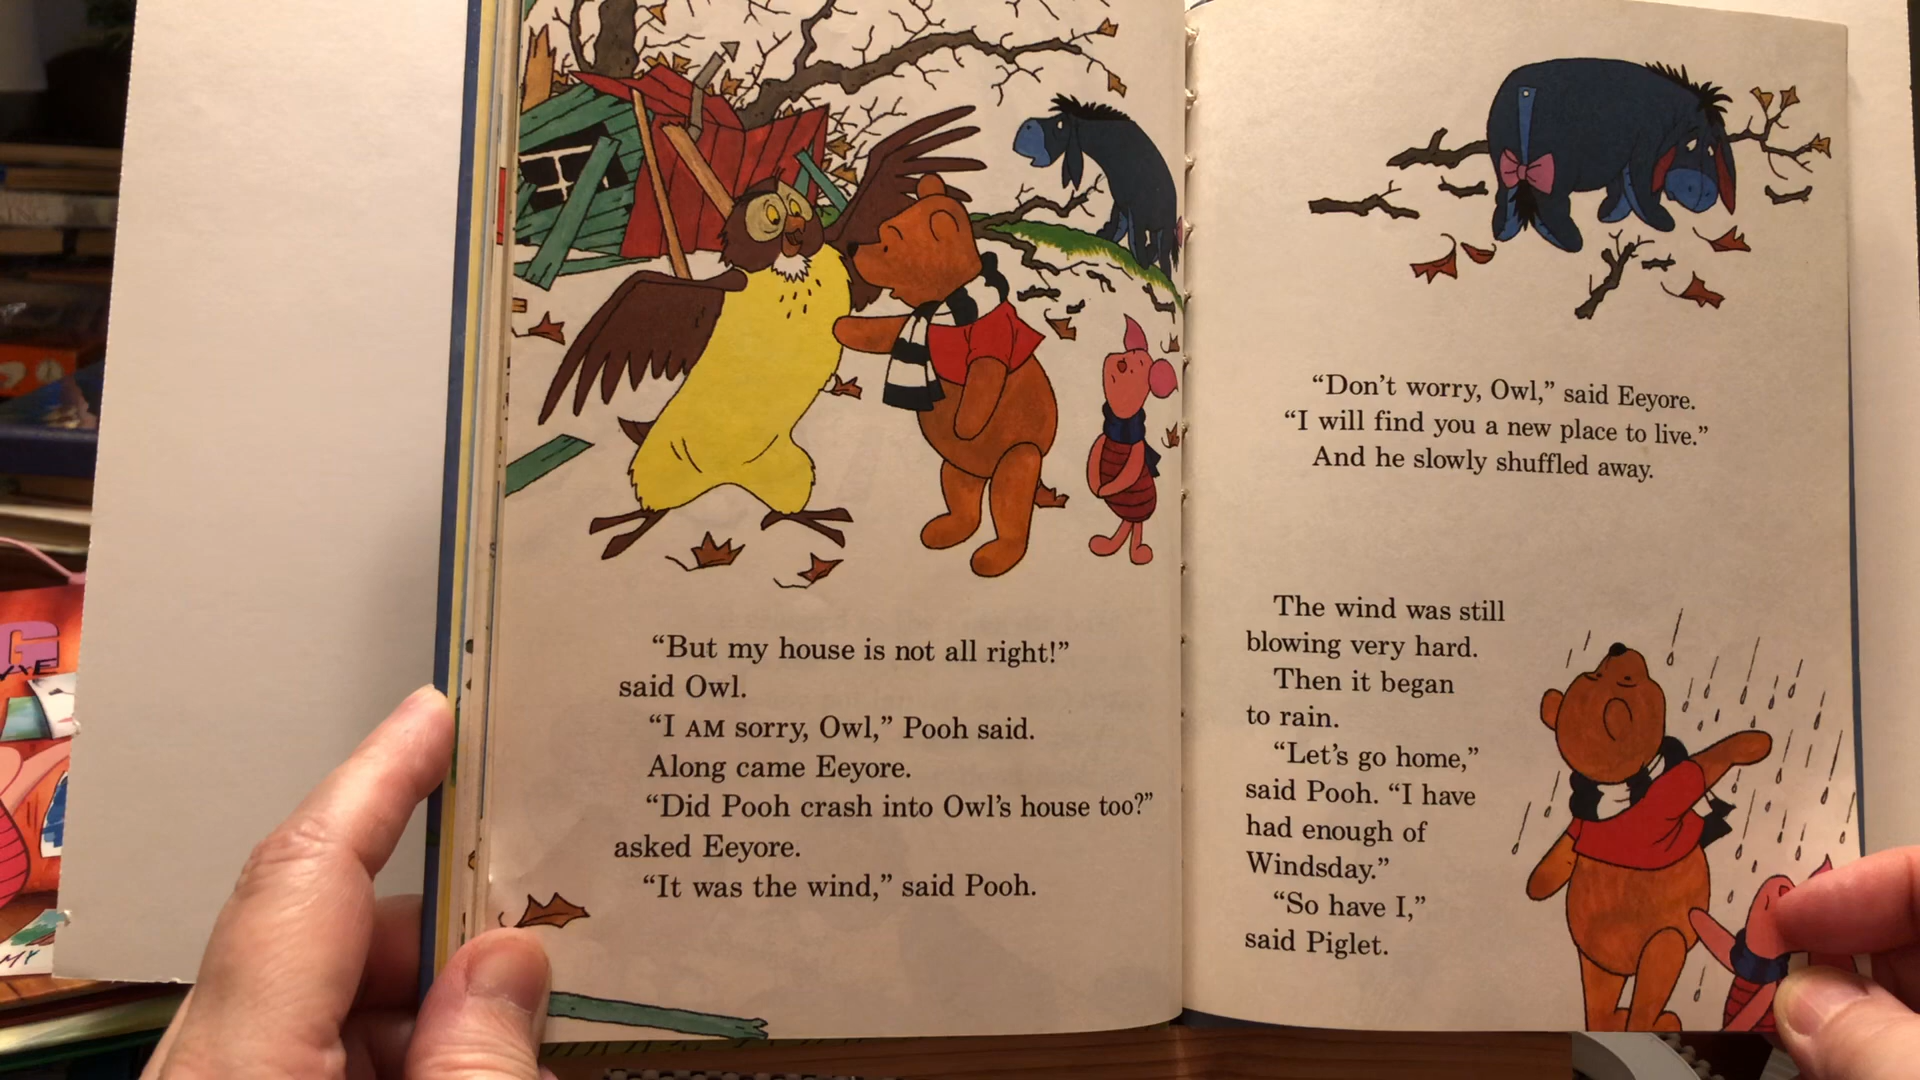 “But my house is not all right!”
said Owl.
“I AM sorry, Owl,” Pooh said.
Along came Eeyore.
“Did Pooh crash into Owl’s house too?”
asked Eeyore.
“It was the wind,” said Pooh.
“Don’t worry, Owl,” said Eeyore.
“I will find you a new place to live.”
And he slowly shuffled away.
The wind was still
blowing very hard.
Then it began
to rain.
“Let’s go home,”
said Pooh. “I have
had enough of
Windsday.”
“So have I,”
said Piglet.